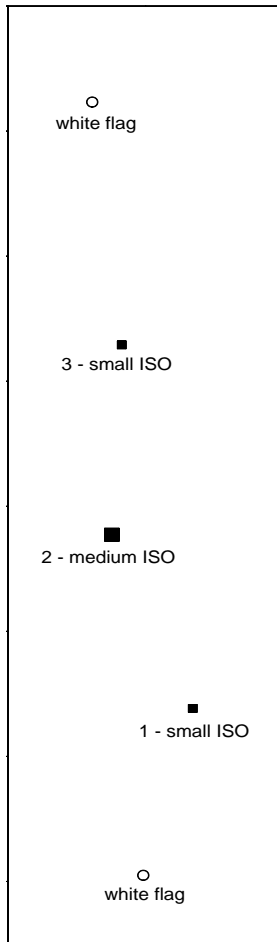 white flag
3 - small ISO
2 - medium ISO
1 - small ISO
white flag